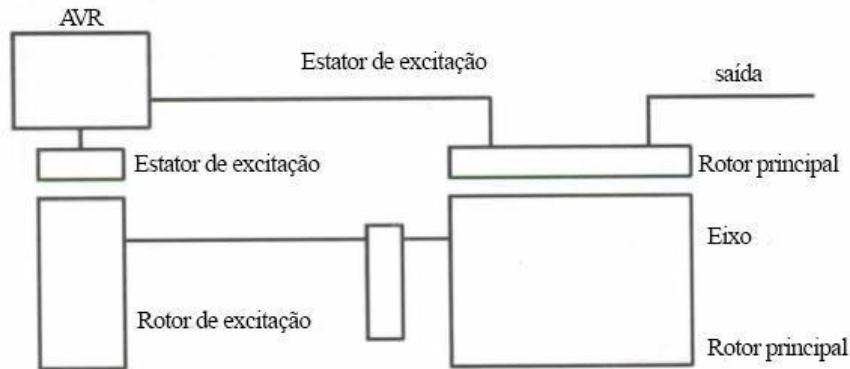 AVR
Estator de excitação
saída
Estator de excitação
Rotor principal
Eixo
Rotor de excitação
Rotor principal